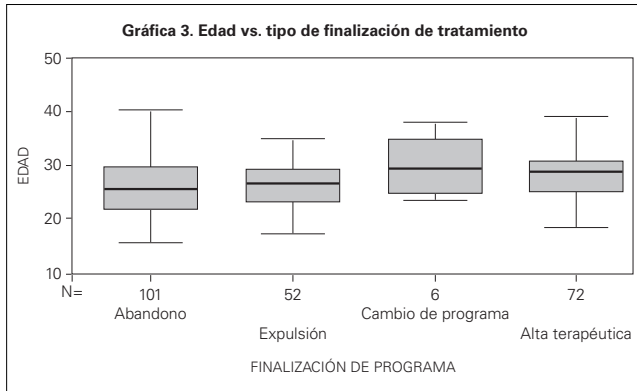 Gráfica 3. Edad vs. tipo de finalización de tratamiento
50
40
30
20
10
EDAD
N= 101 52 6 72
Abandono Cambio de programa
Expulsión Alta terapéutica
FINALIZACIÓN DE PROGRAMA